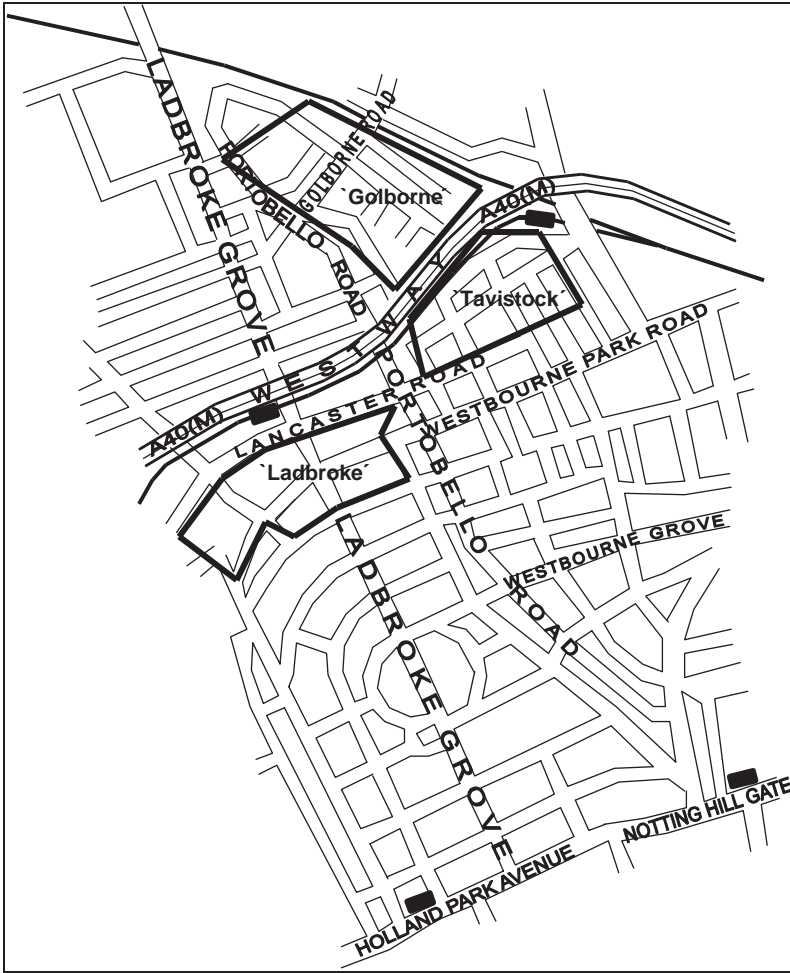 LADBROKE GROVE
GOLBORNE ROAD
PORTOBELLO ROAD
`Golborne´
A40(M)
WESTWAY
`Tavistock´
WESTBOURNE PARK ROAD
LANCASTER ROAD
A40(M)
`Ladbroke´
PORTOBELLO ROAD
WESTBOURNE GROVE
LADBROKE GROVE
NOTTING HILL GATE
HOLLAND PARK AVENUE